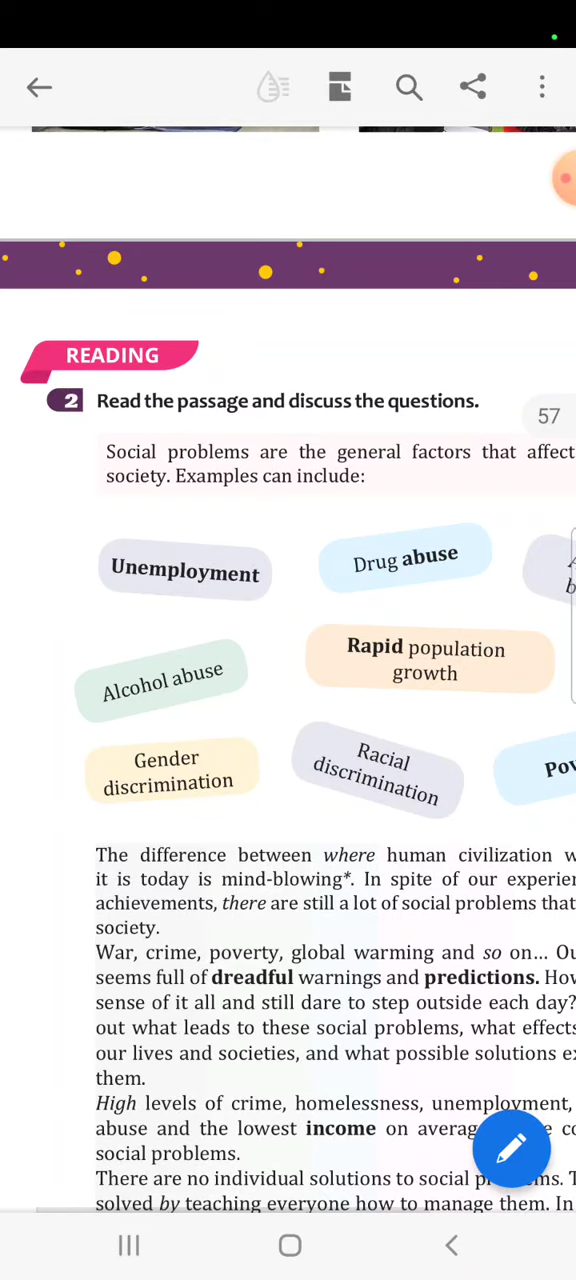 READING
2 Read the passage and discuss the questions.
57
Social problems are the general factors that affect
society. Examples can include:
Unemployment
Drug abuse
Alcohol abuse
Rapid population
growth
Gender
discrimination
Racial
discrimination
The difference between where human civilization
it is today is mind-blowing*. In spite of our
achievements, there are still a lot of social problems that
society.
War, crime, poverty, global warming and so on...
seems full of dreadful warnings and predictions.
sense of it all and still dare to step outside each day?
out what leads to these social problems, what effects
our lives and societies, and what possible solutions
them.
High levels of crime, homelessness, unemployment,
abuse and the lowest income on
social problems.
There are no individual solutions to social
solved by teaching everyone how to manage them. In